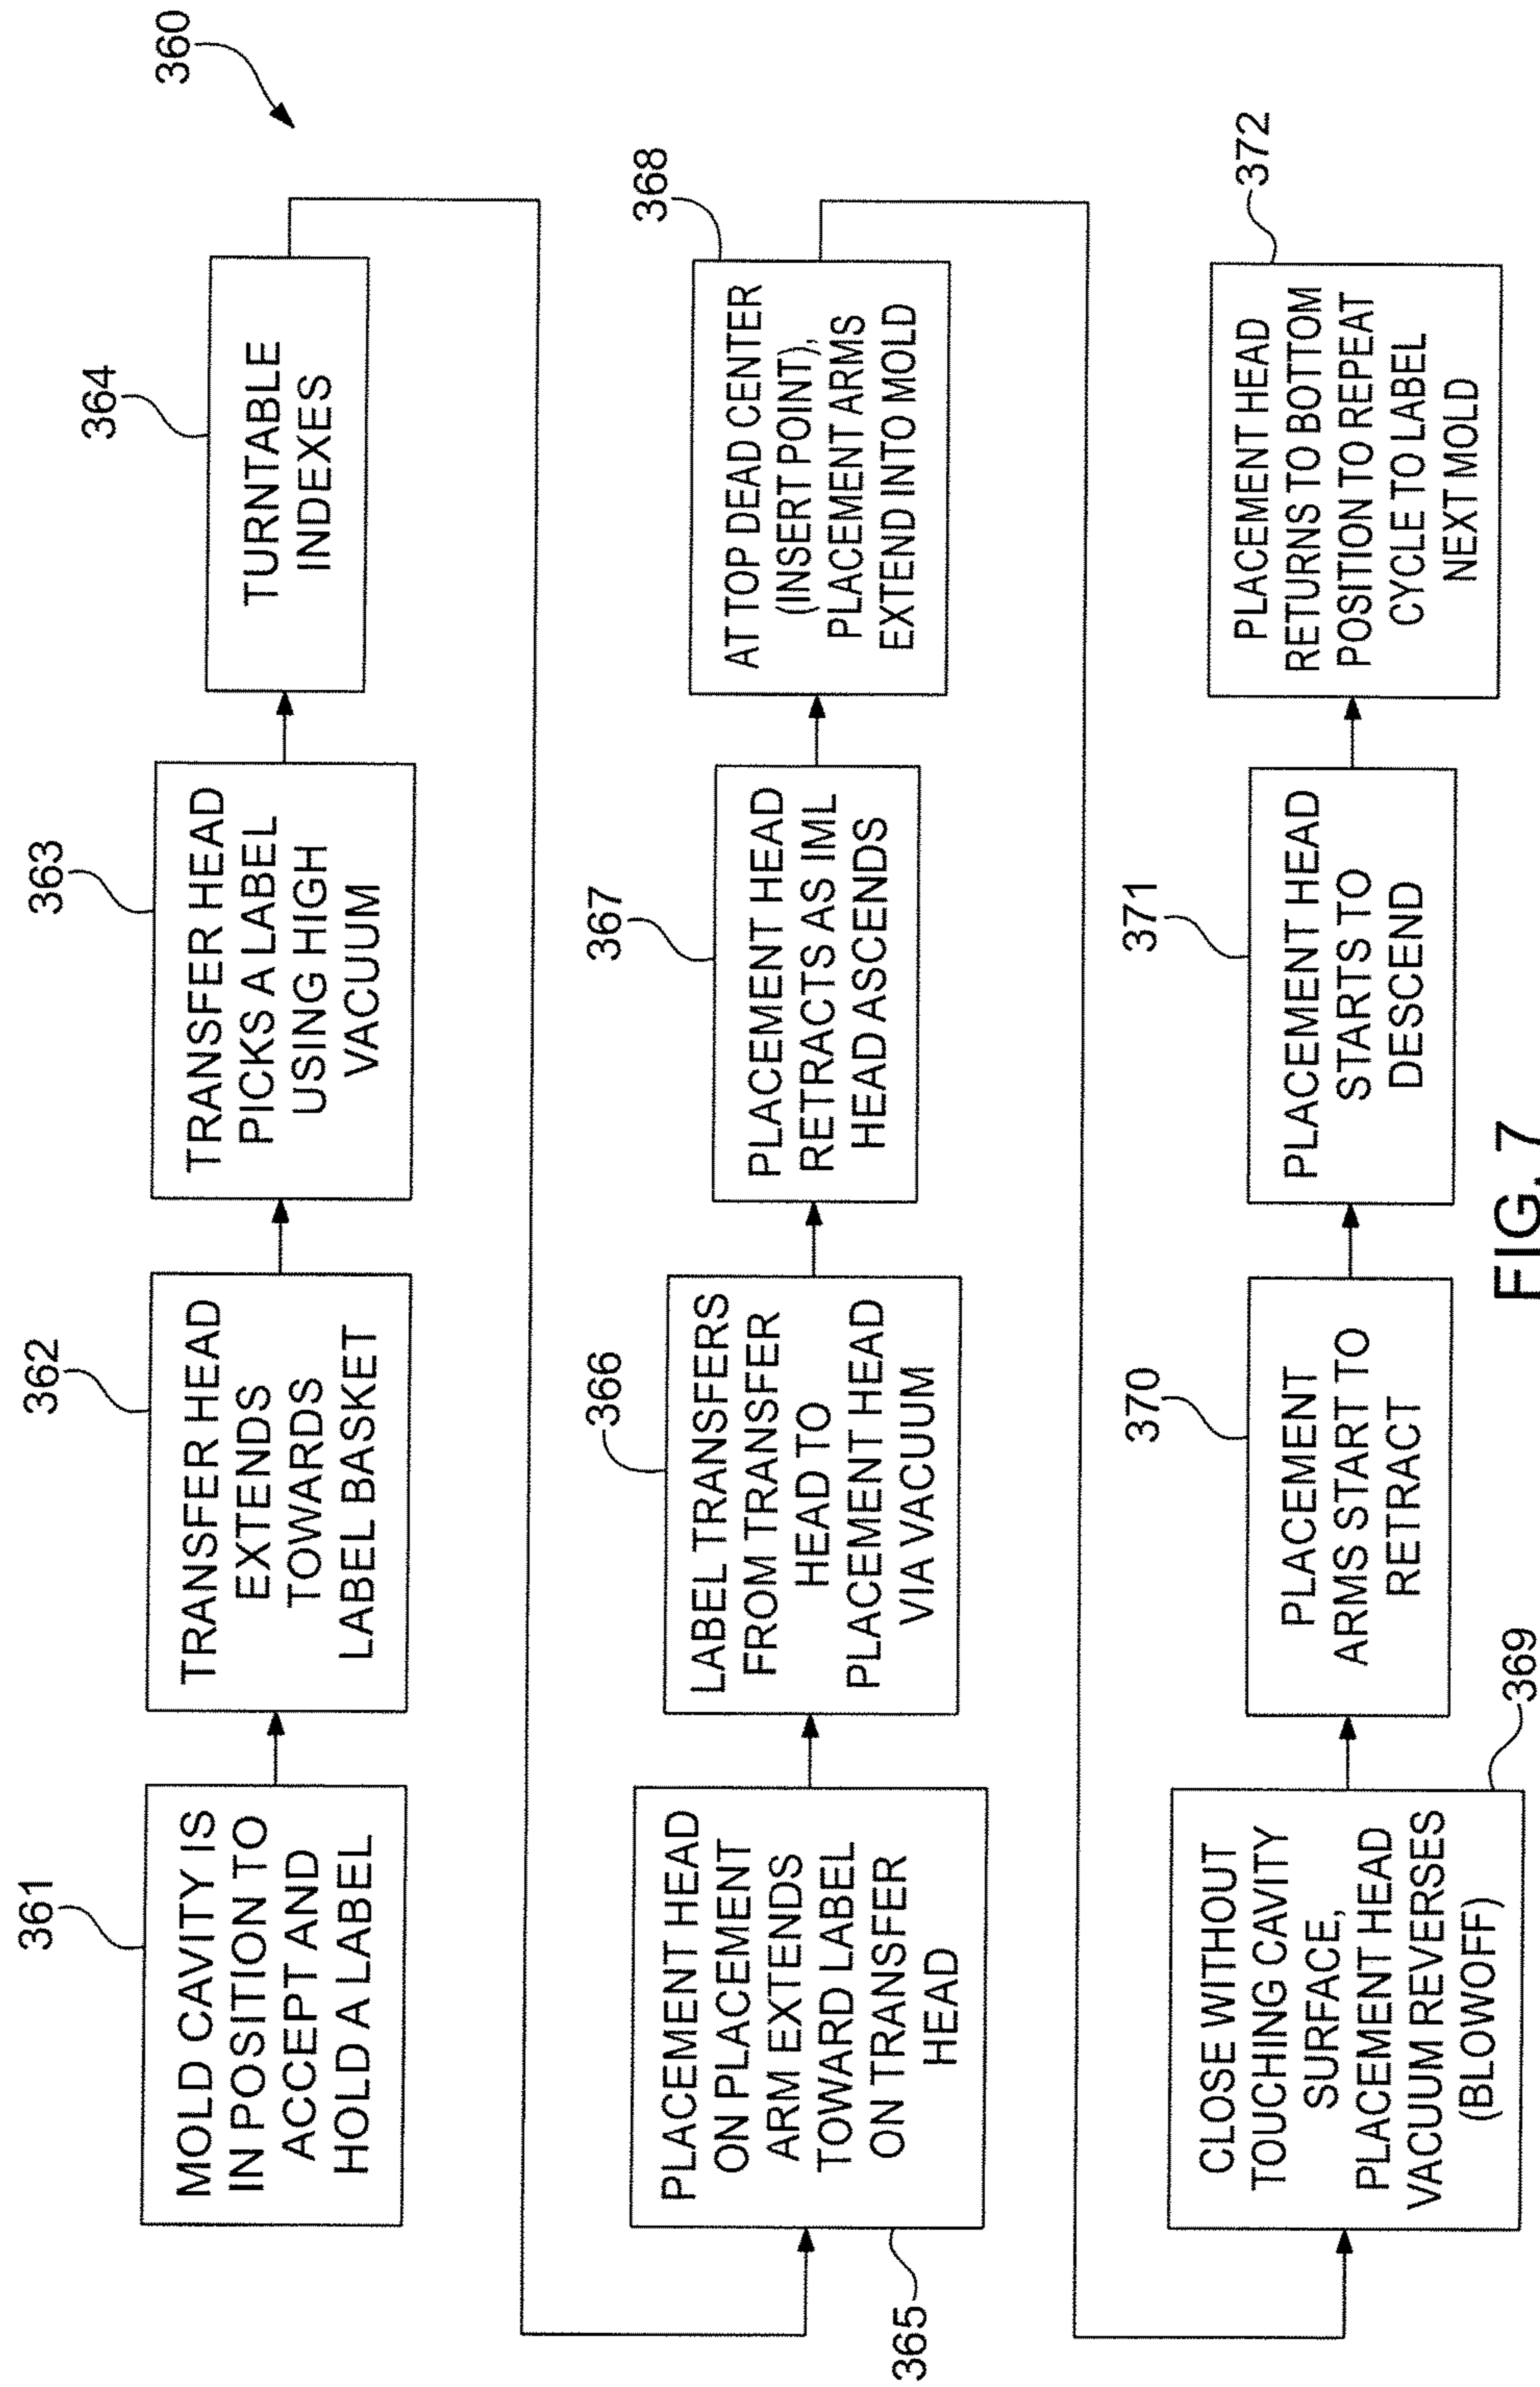 360
361
MOLD CAVITY IS
IN POSITION TO
ACCEPT AND
HOLD A LABEL
362
TRANSFER HEAD
EXTENDS
TOWARDS
LABEL BASKET
363
TRANSFER HEAD
PICKS A LABEL
USING HIGH
VACUUM
364
TURNTABLE
INDEXES
365
PLACEMENT HEAD
ON PLACEMENT
ARM EXTENDS
TOWARD LABEL
ON TRANSFER
HEAD
366
LABEL TRANSFERS
FROM TRANSFER
HEAD TO
PLACEMENT HEAD
VIA VACUUM
367
PLACEMENT HEAD
RETRACTS AS IML
HEAD ASCENDS
368
AT TOP DEAD CENTER
(INSERT POINT),
PLACEMENT ARMS
EXTEND INTO MOLD
369
CLOSE WITHOUT
TOUCHING CAVITY
SURFACE,
PLACEMENT HEAD
VACUUM REVERSES
(BLOWOFF)
370
PLACEMENT
ARMS START TO
RETRACT
371
PLACEMENT HEAD
STARTS TO
DESCEND
372
PLACEMENT HEAD
RETURNS TO BOTTOM
POSITION TO REPEAT
CYCLE TO LABEL
NEXT MOLD
FIG. 7